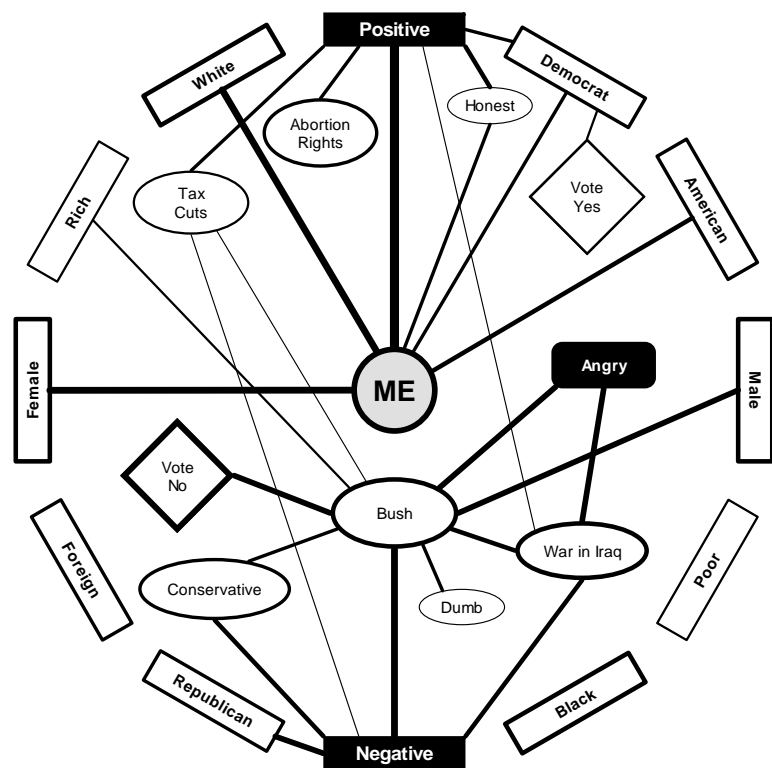 Positive
White
Democrat
Abortion
Rights
Honest
Tax
Cuts
Vote
Yes
Rich
American
Angry
ME
Female
Male
Vote
No
Bush
War in Iraq
Foreign
Poor
Conservative
Dumb
Republican
Black
Negative